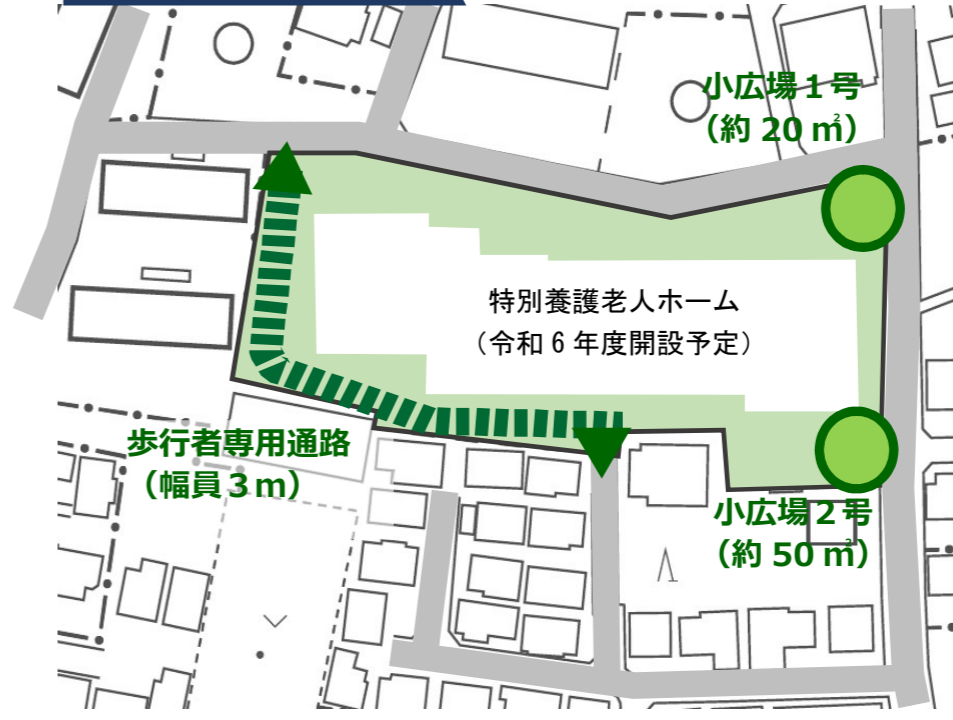 小広場１号
（約 20 ㎡）
特別養護老人ホーム
（令和 6 年度開設予定）
歩行者専用通路
（幅員３ｍ）
小広場２号
（約 50 ㎡）